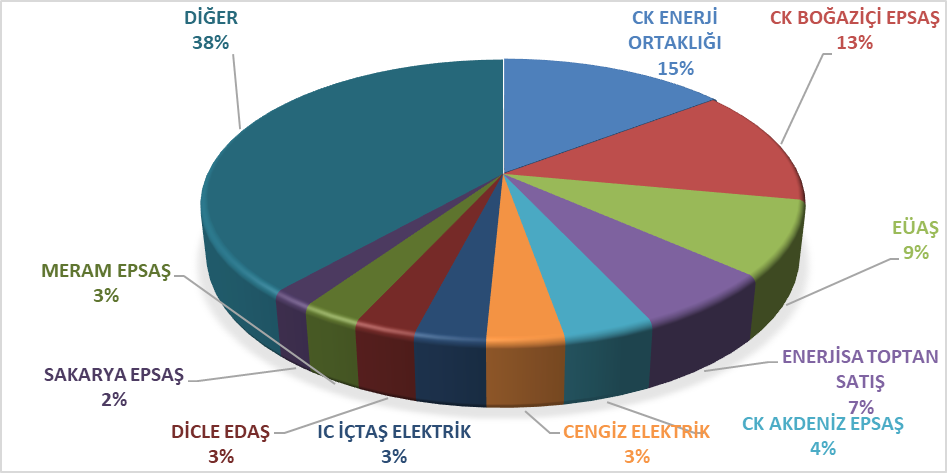 DİĞER
38%
CK ENERJİ
ORTAKLIĞI
15%
CK BOĞAZİÇİ EPSAŞ
13%
EÜAŞ
9%
ENERJİSA TOPTAN
SATIŞ
7%
CK AKDENİZ EPSAŞ
4%
CENGİZ ELEKTRİK
3%
IC İÇTAŞ ELEKTRİK
3%
DİCLE EDAŞ
3%
SAKARYA EPSAŞ
2%
MERAM EPSAŞ
3%